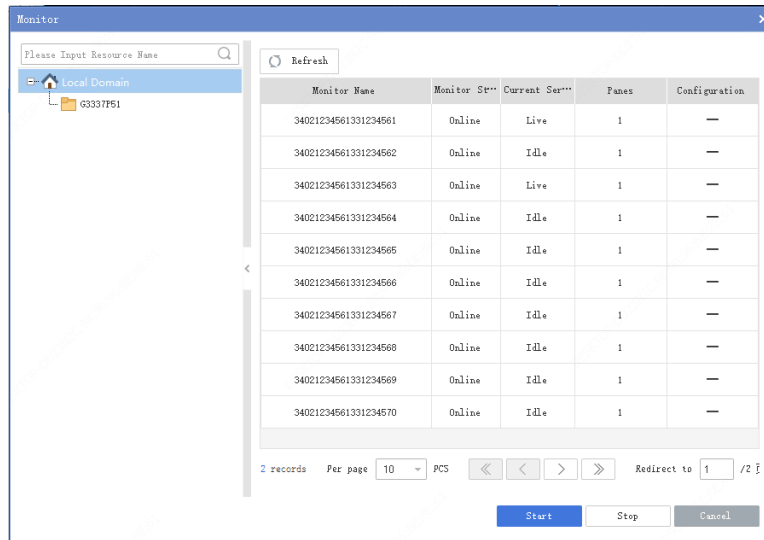 Monitor
Please Input Resource Name
Local Domain
G3337P51
Refresh
Monitor Name Monitor St··· Current Ser··· Panes Configuration
34021234561331234561 Online Live 1 —
34021234561331234562 Online Idle 1 —
34021234561331234563 Online Live 1 —
34021234561331234564 Online Idle 1 —
34021234561331234565 Online Idle 1 —
34021234561331234566 Online Idle 1 —
34021234561331234567 Online Idle 1 —
34021234561331234568 Online Idle 1 —
34021234561331234569 Online Idle 1 —
34021234561331234570 Online Idle 1 —
2 records Per page 10 PCS Redirect to 1 /2
Start Stop Cancel